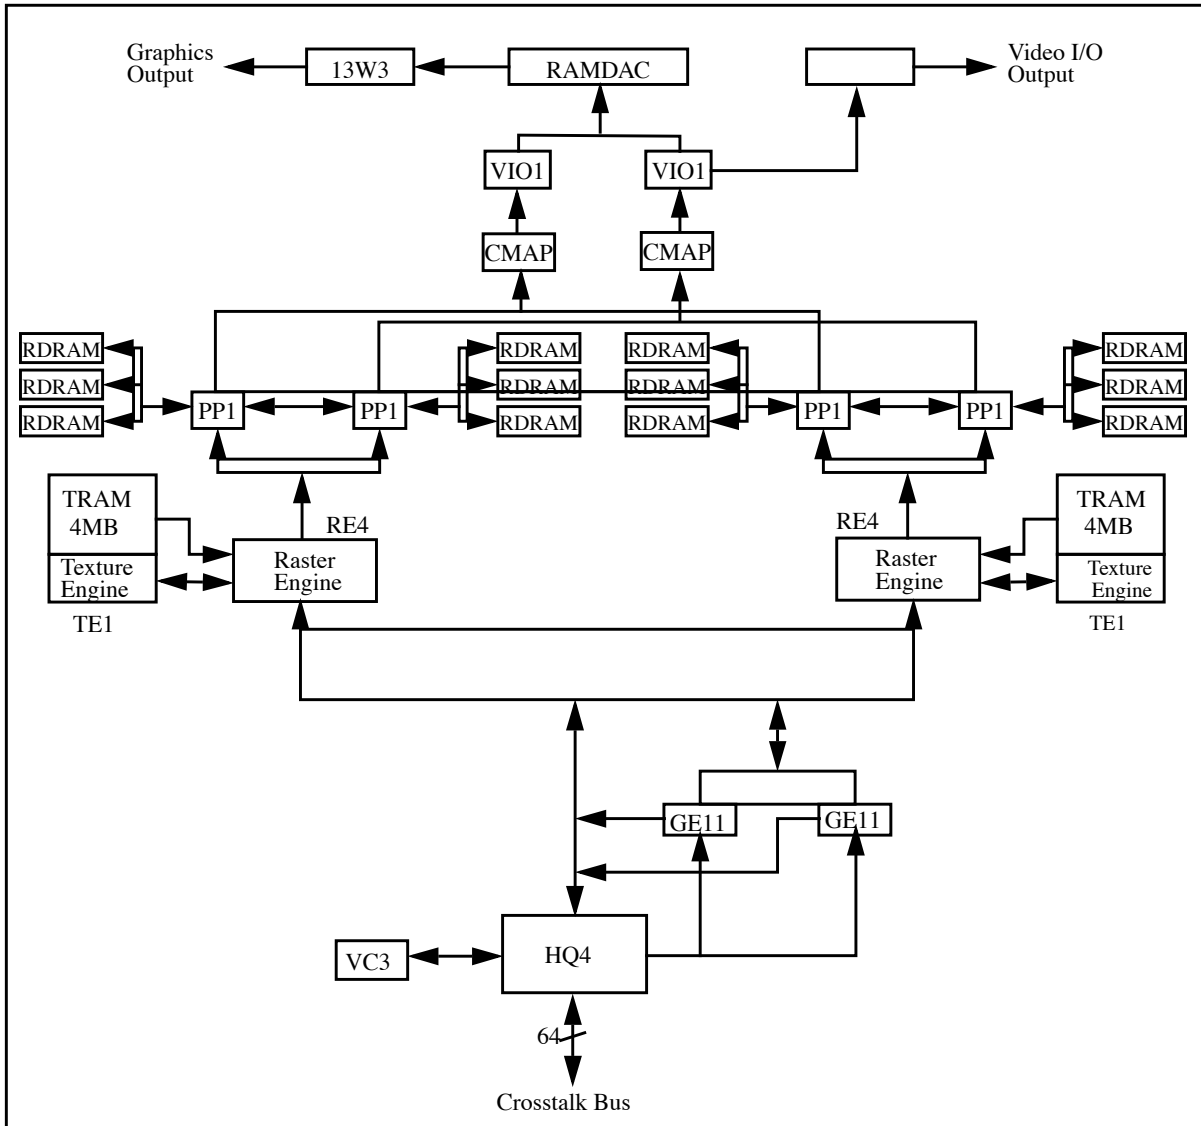 Graphics
Output
13W3
RAMDAC
Video I/O
Output
VIO1
VIO1
CMAP
CMAP
RDRAM
RDRAM
RDRAM
RDRAM
RDRAM
RDRAM
RDRAM
RDRAM
RDRAM
RDRAM
RDRAM
RDRAM
PP1
PP1
PP1
PP1
TRAM
4MB
Texture
Engine
TE1
RE4
Raster
Engine
RE4
Raster
Engine
TRAM
4MB
Texture
Engine
TE1
GE11
GE11
VC3
HQ4
64
Crosstalk Bus